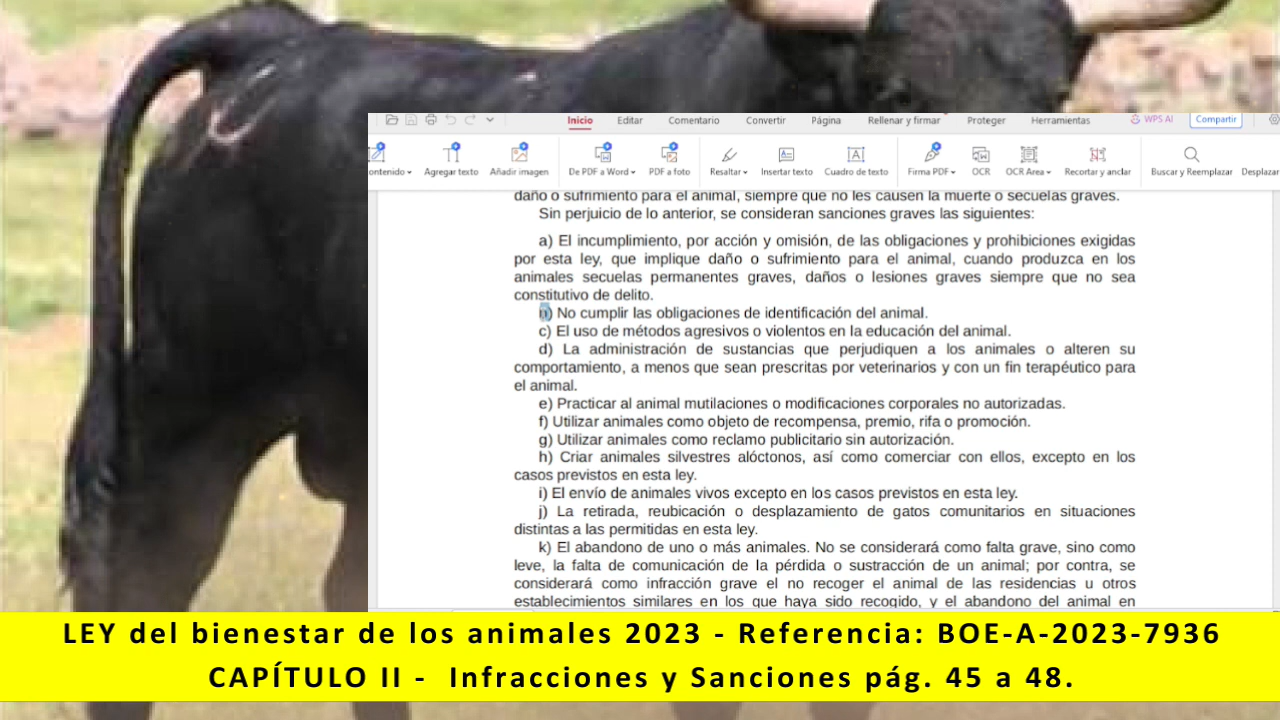 Inicio Editar Comentario Convertir Página Rellenar y firmar Proteger Herramientas WPS AI Compartir
ontenido Agregar texto Añadir imagen De PDF a Word PDF a foto Resaltar Insertar texto Cuadro de texto Firma PDF OCR OCR Area Recortar y anclar Buscar y Reemplazar Desplazar
daño o sufrimiento para el animal, siempre que no les causen la muerte o secuelas graves.
Sin perjuicio de lo anterior, se consideran sanciones graves las siguientes:
a) El incumplimiento, por acción y omisión, de las obligaciones y prohibiciones exigidas
por esta ley, que implique daño o sufrimiento para el animal, cuando produzca en los
animales secuelas permanentes graves, daños o lesiones graves siempre que no sea
constitutivo de delito.
) No cumplir las obligaciones de identificación del animal.
c) El uso de métodos agresivos o violentos en la educación del animal.
d) La administración de sustancias que perjudiquen a los animales o alteren su
comportamiento, a menos que sean prescritas por veterinarios y con un fin terapéutico para
el animal.
e) Practicar al animal mutilaciones o modificaciones corporales no autorizadas.
f) Utilizar animales como objeto de recompensa, premio, rifa o promoción.
g) Utilizar animales como reclamo publicitario sin autorización.
h) Criar animales silvestres alóctonos, así como comerciar con ellos, excepto en los
casos previstos en esta ley.
i) El envío de animales vivos excepto en los casos previstos en esta ley.
j) La retirada, reubicación o desplazamiento de gatos comunitarios en situaciones
distintas a las permitidas en esta ley.
k) El abandono de uno o más animales. No se considerará como falta grave, sino como
leve, la falta de comunicación de la pérdida o sustracción de un animal; por contra, se
considerará como infracción grave el no recoger el animal de las residencias u otros
establecimientos similares en los que haya sido recogido, y el abandono del animal en
LEY del bienestar de los animales 2023 - Referencia: BOE-A-2023-7936
CAPÍTULO II - Infracciones y Sanciones pág. 45 a 48.